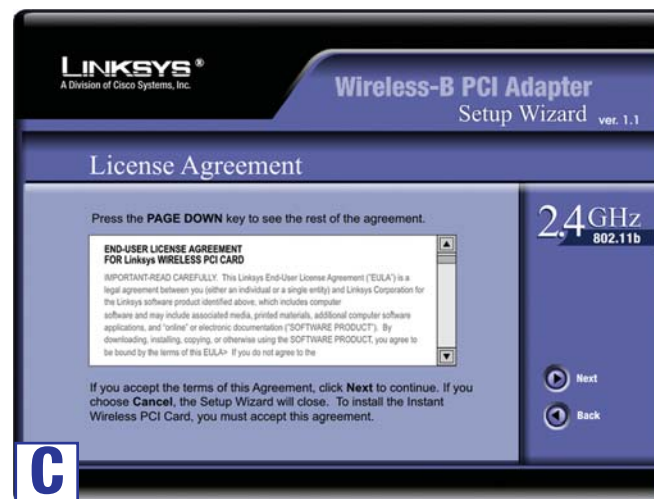 LINKSYS®
A Division of Cisco Systems, Inc.
Wireless-B PCI Adapter
Setup Wizard ver. 1.1
License Agreement
Press the PAGE DOWN key to see the rest of the agreement.
END-USER LICENSE AGREEMENT
FOR Linksys WIRELESS PCI CARD
IMPORTANT-READ CAREFULLY. This Linksys End-User License Agreement ("EULA") is a
legal agreement between you (either an individual or a single entity) and Linksys Corporation for
the Linksys software product identified above, which includes computer
software and may include associated media, printed materials, additional computer software
applications, and "online" or electronic documentation ("SOFTWARE PRODUCT"). By
downloading, installing, copying, or otherwise using the SOFTWARE PRODUCT, you agree to
be bound by the terms of this EULA> If you do not agree to the
If you accept the terms of this Agreement, click Next to continue. If you
choose Cancel, the Setup Wizard will close. To install the Instant
Wireless PCI Card, you must accept this agreement.
2.4 GHz
802.11b
Next
Back
C